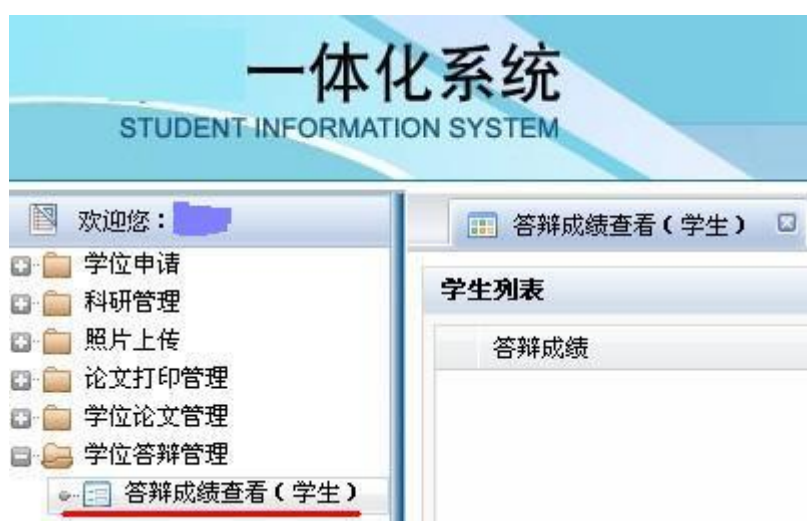 一体化系统
STUDENT INFORMATION SYSTEM
欢迎您：
学位申请
科研管理
照片上传
论文打印管理
学位论文管理
学位答辩管理
答辩成绩查看（学生）
答辩成绩查看（学生）
学生列表
答辩成绩